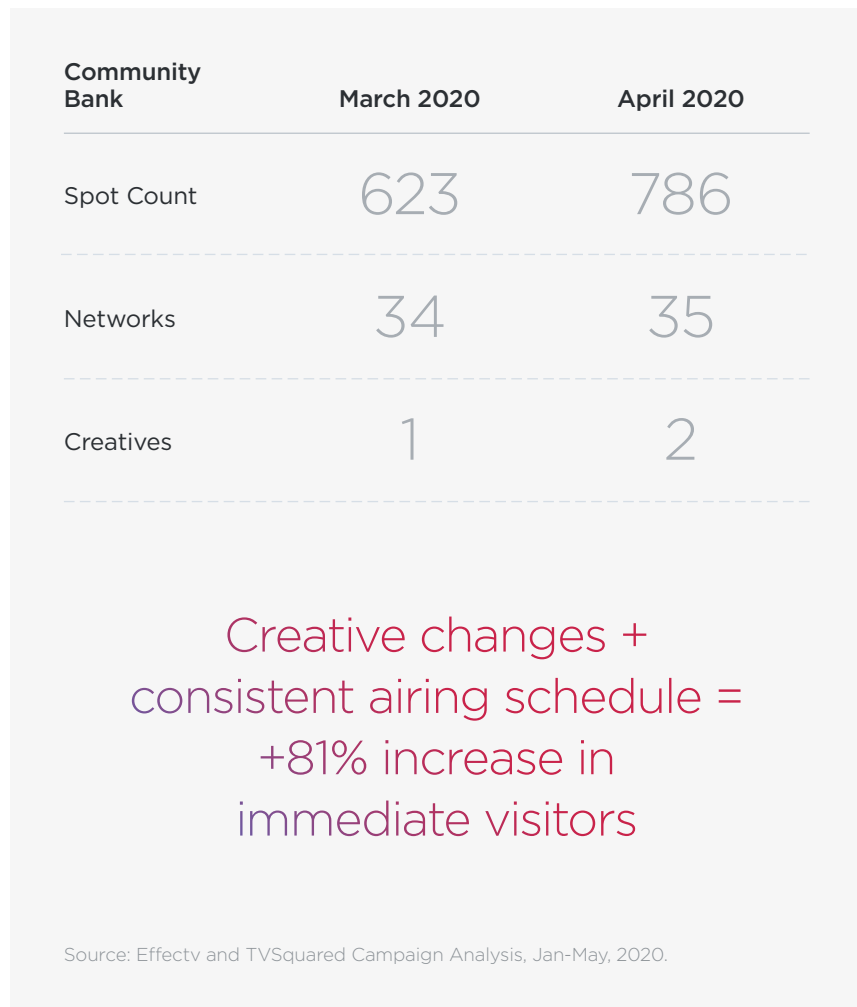 Community
Bank
March 2020
April 2020
Spot Count
623
786
Networks
34
35
Creatives
1
2
Creative changes +
consistent airing schedule =
+81% increase in
immediate visitors
Source: Effectv and TVSquared Campaign Analysis, Jan-May, 2020.